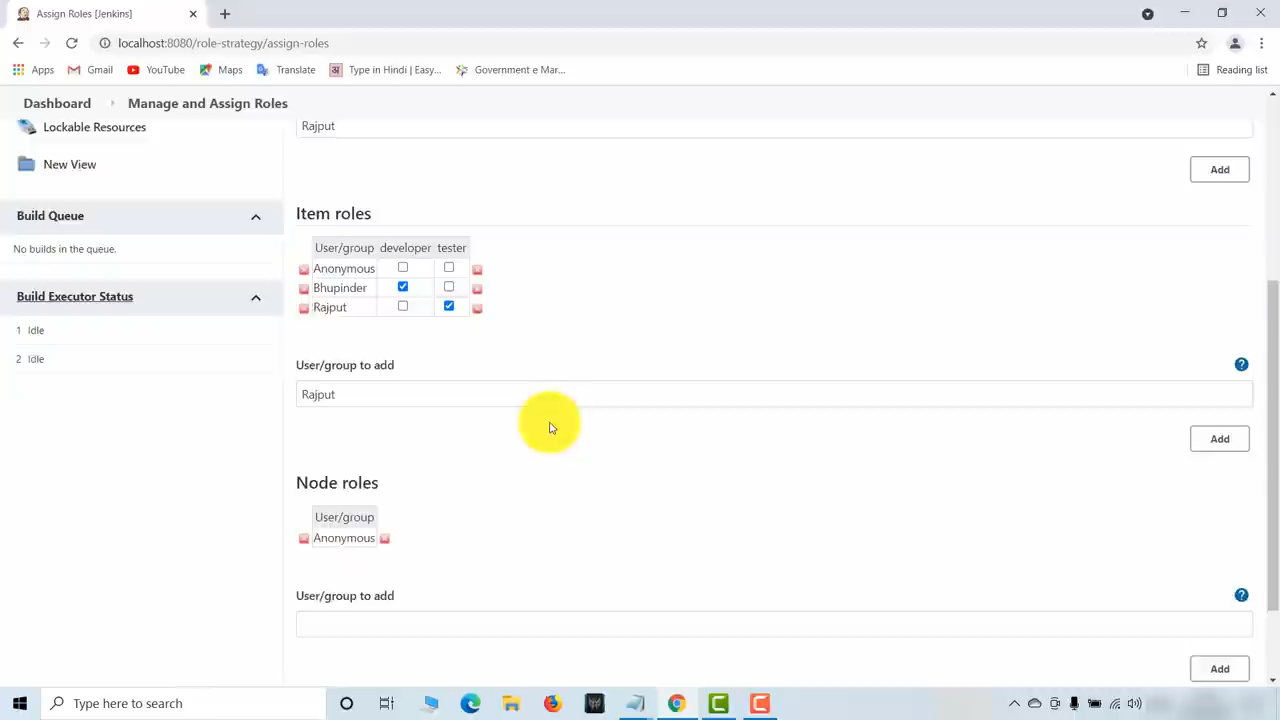 Assign Roles [Jenkins]
localhost:8080/role-strategy/assign-roles
Apps Gmail YouTube Maps Translate Type in Hindi | Easy... Government e Mar... Reading list
Dashboard Manage and Assign Roles
Lockable Resources
New View
Build Queue
No builds in the queue.
Build Executor Status
1 Idle
2 Idle
Rajput
Add
Item roles
User/group developer tester
Anonymous
Bhupinder
Rajput
User/group to add
Rajput
Add
Node roles
User/group
Anonymous
User/group to add
Add
Type here to search